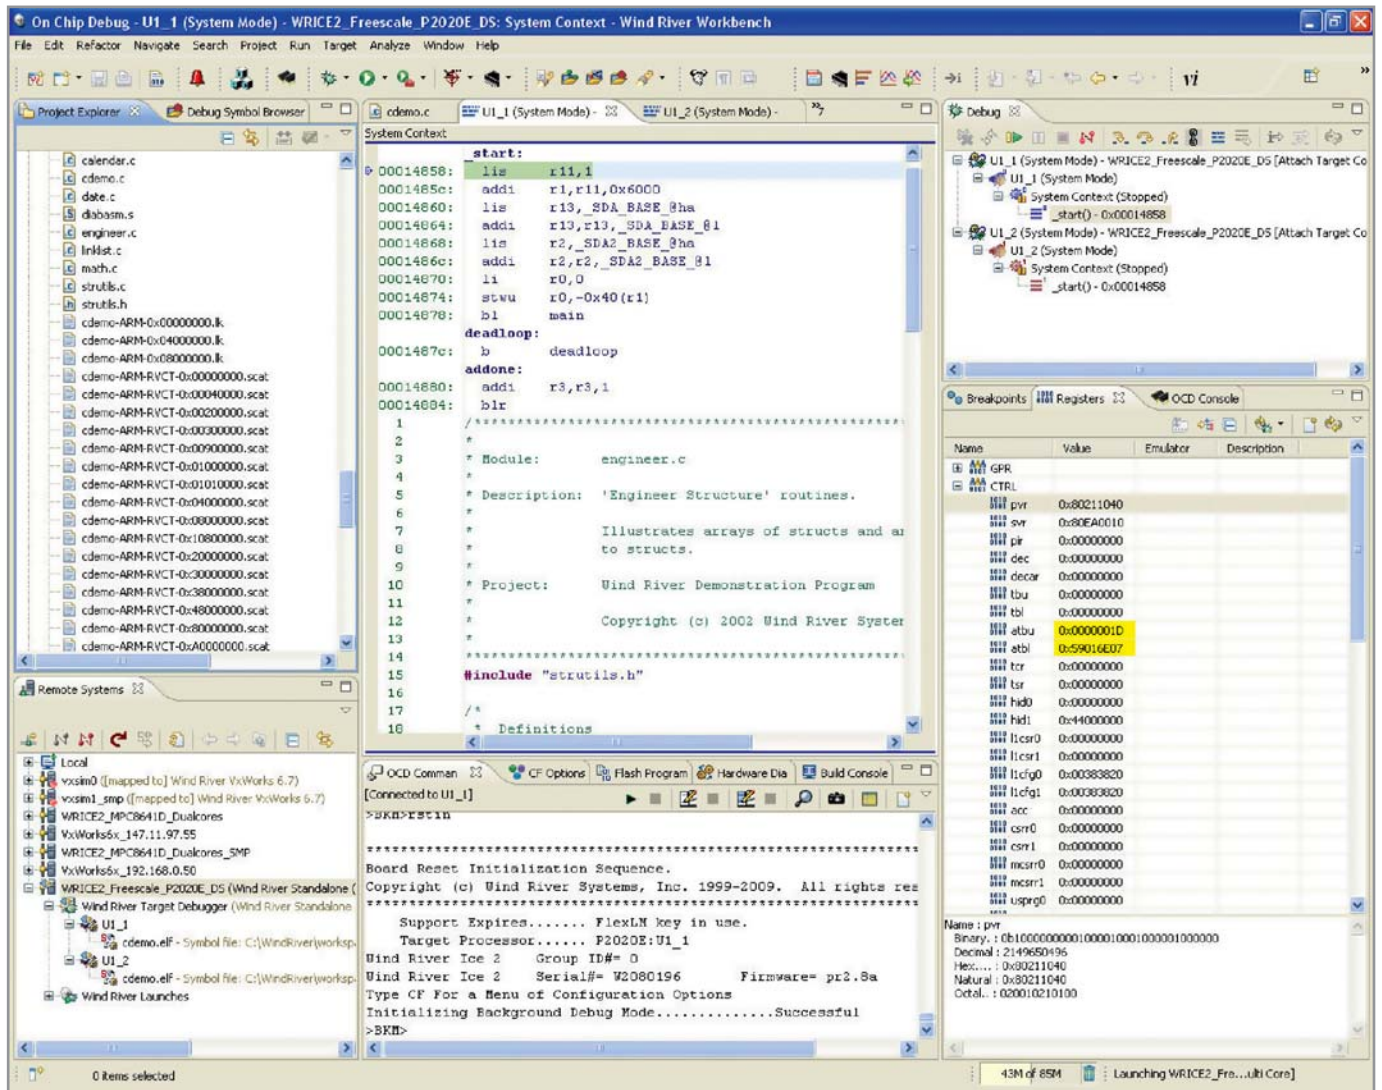 On Chip Debug - U1_1 (System Mode) - WRICE2_Freescale_P2020E_DS: System Context - Wind River Workbench
File Edit Refactor Navigate Search Project Run Target Analyze Window Help
vi
Project Explorer
Debug Symbol Browser
calendar.c
cdemo.c
date.c
diabasm.s
engineer.c
linklist.c
math.c
strutils.c
strutils.h
cdemo-ARM-0x00000000.lk
cdemo-ARM-0x04000000.lk
cdemo-ARM-0x08000000.lk
cdemo-ARM-RVCT-0x00000000.scat
cdemo-ARM-RVCT-0x00040000.scat
cdemo-ARM-RVCT-0x00200000.scat
cdemo-ARM-RVCT-0x00300000.scat
cdemo-ARM-RVCT-0x00900000.scat
cdemo-ARM-RVCT-0x01000000.scat
cdemo-ARM-RVCT-0x01010000.scat
cdemo-ARM-RVCT-0x04000000.scat
cdemo-ARM-RVCT-0x08000000.scat
cdemo-ARM-RVCT-0x10800000.scat
cdemo-ARM-RVCT-0x20000000.scat
cdemo-ARM-RVCT-0x30000000.scat
cdemo-ARM-RVCT-0x38000000.scat
cdemo-ARM-RVCT-0x48000000.scat
cdemo-ARM-RVCT-0x80000000.scat
cdemo-ARM-RVCT-0xA0000000.scat
Remote Systems
Local
vxsim0 ([mapped to] Wind River VxWorks 6.7)
vxsim1_smp ([mapped to] Wind River VxWorks 6.7)
WRICE2_MPC8641D_Dualcores
VxWorks6x_147.11.97.55
WRICE2_MPC8641D_Dualcores_SMP
VxWorks6x_192.168.0.50
WRICE2_Freescale_P2020E_DS (Wind River Standalone (
Wind River Target Debugger (Wind River Standalone
U1_1
cdemo.elf - Symbol file: C:\WindRiver\worksp
U1_2
cdemo.elf - Symbol file: C:\WindRiver\worksp
Wind River Launches
cdemo.c
U1_1 (System Mode) -
U1_2 (System Mode) -
7
System Context
_start:
00014858: lis r11,1
0001485c: addi r1,r11,0x6000
00014860: lis r13,_SDA_BASE_@ha
00014864: addi r13,r13,_SDA_BASE_@l
00014868: lis r2,_SDA2_BASE_@ha
0001486c: addi r2,r2,_SDA2_BASE_@l
00014870: li r0,0
00014874: stwu r0,-0x40(r1)
00014878: bl main
deadloop:
0001487c: b deadloop
addone:
00014880: addi r3,r3,1
00014884: blr
1 /*************************************************
2 *
3 * Module: engineer.c
4 *
5 * Description: 'Engineer Structure' routines.
6 *
7 * Illustrates arrays of structs and ar
8 * to structs.
9 *
10 * Project: Wind River Demonstration Program
11 *
12 * Copyright (c) 2002 Wind River System
13 *
14 **************************************************
15 #include "strutils.h"
16
17 /*
18 * Definitions
OCD Comman
CF Options
Flash Program
Hardware Dia
Build Console
[Connected to U1_1]
>BKM>rstin
**************************************************************
Board Reset Initialization Sequence.
Copyright (c) Wind River Systems, Inc. 1999-2009. All rights res
**************************************************************
Support Expires....... FlexLM key in use.
Target Processor...... P2020E:U1_1
Wind River Ice 2 Group ID#= 0
Wind River Ice 2 Serial#= W2080196 Firmware= pr2.8a
Type CF For a Menu of Configuration Options
Initializing Background Debug Mode..............Successful
>BKM>
Debug
U1_1 (System Mode) - WRICE2_Freescale_P2020E_DS [Attach Target Co
U1_1 (System Mode)
System Context (Stopped)
_start() - 0x00014858
U1_2 (System Mode) - WRICE2_Freescale_P2020E_DS [Attach Target Co
U1_2 (System Mode)
System Context (Stopped)
_start() - 0x00014858
Breakpoints
Registers
OCD Console
Name Value Emulator Description
GPR
CTRL
pvr 0x80211040
svr 0x80EA0010
pir 0x00000000
dec 0x00000000
decar 0x00000000
tbu 0x00000000
tbl 0x00000000
atbu 0x0000001D
atbl 0x59016E07
tcr 0x00000000
tsr 0x00000000
hid0 0x00000000
hid1 0x44000000
l1csr0 0x00000000
l1csr1 0x00000000
l1cfg0 0x00383820
l1cfg1 0x00383820
acc 0x00000000
csrr0 0x00000000
csrr1 0x00000000
mcsrr0 0x00000000
mcsrr1 0x00000000
usprg0 0x00000000
Name : pvr
Binary. : 0b10000000001000010001000001000000
Decimal : 2149650496
Hex.... : 0x80211040
Natural : 0x80211040
Octal.. : 020010210100
0 items selected
43M of 85M
Launching WRICE2_Fre...ulti Core]